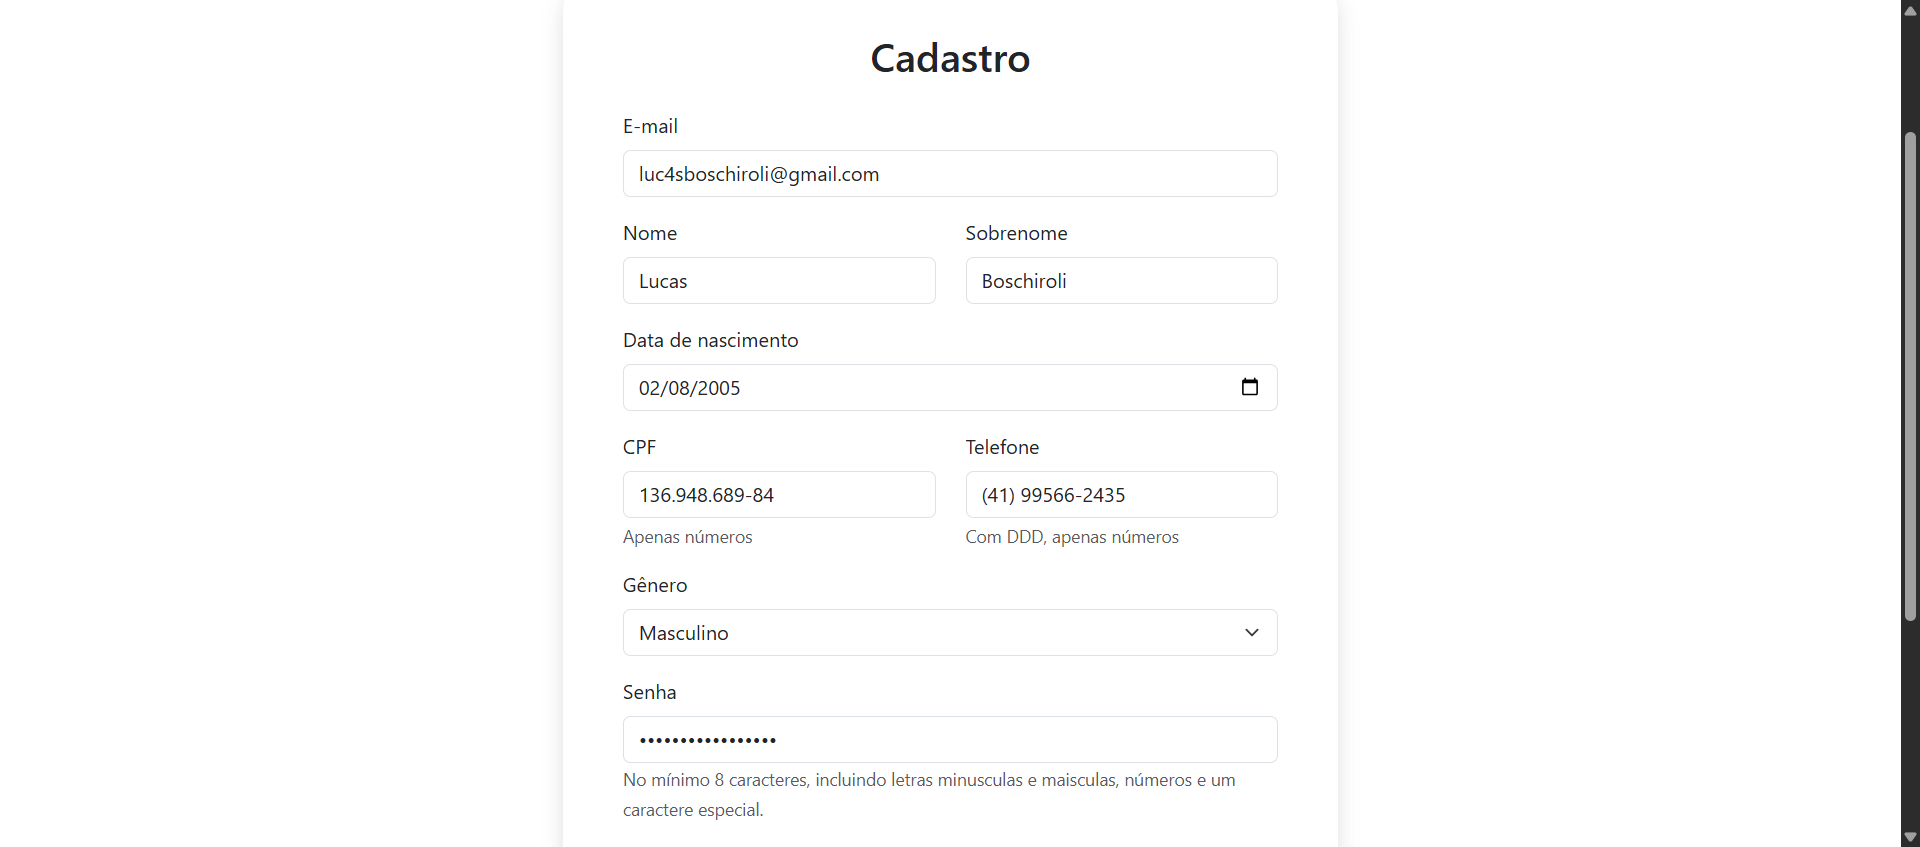 Cadastro
E-mail
luc4sboschiroli@gmail.com
Nome
Sobrenome
Lucas
Boschiroli
Data de nascimento
02/08/2005
CPF
Telefone
136.948.689-84
(41) 99566-2435
Apenas números
Com DDD, apenas números
Gênero
Masculino
Senha
•••••••••••••••••
No mínimo 8 caracteres, incluindo letras minusculas e maisculas, números e um
caractere especial.